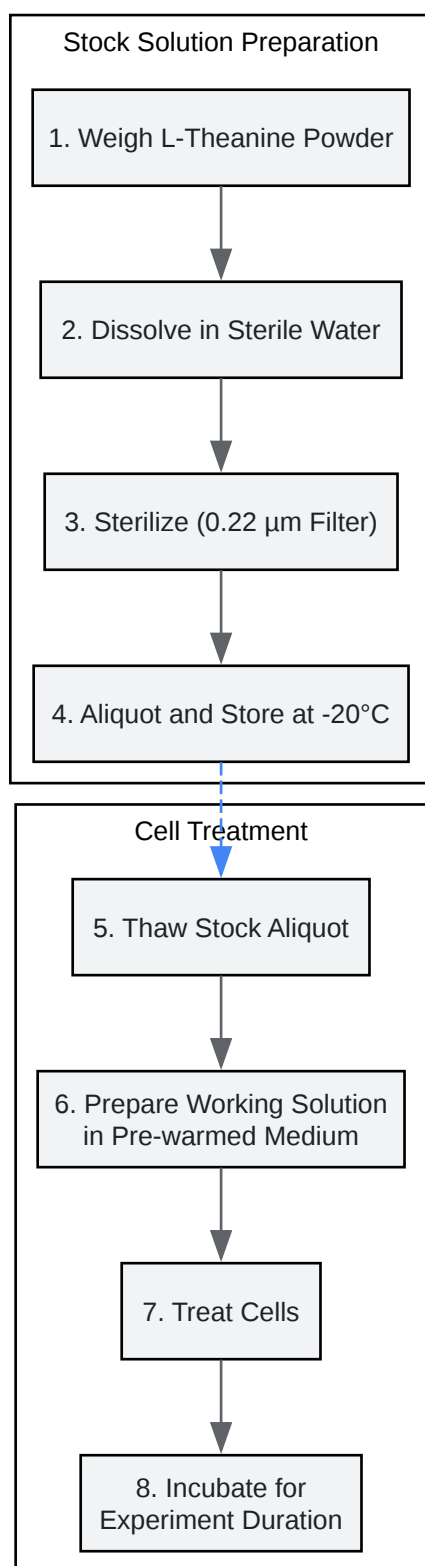 Stock Solution Preparation
1. Weigh L-Theanine Powder
2. Dissolve in Sterile Water
3. Sterilize (0.22 µm Filter)
4. Aliquot and Store at -20°C
Cell Treatment
5. Thaw Stock Aliquot
6. Prepare Working Solution
in Pre-warmed Medium
7. Treat Cells
8. Incubate for
Experiment Duration